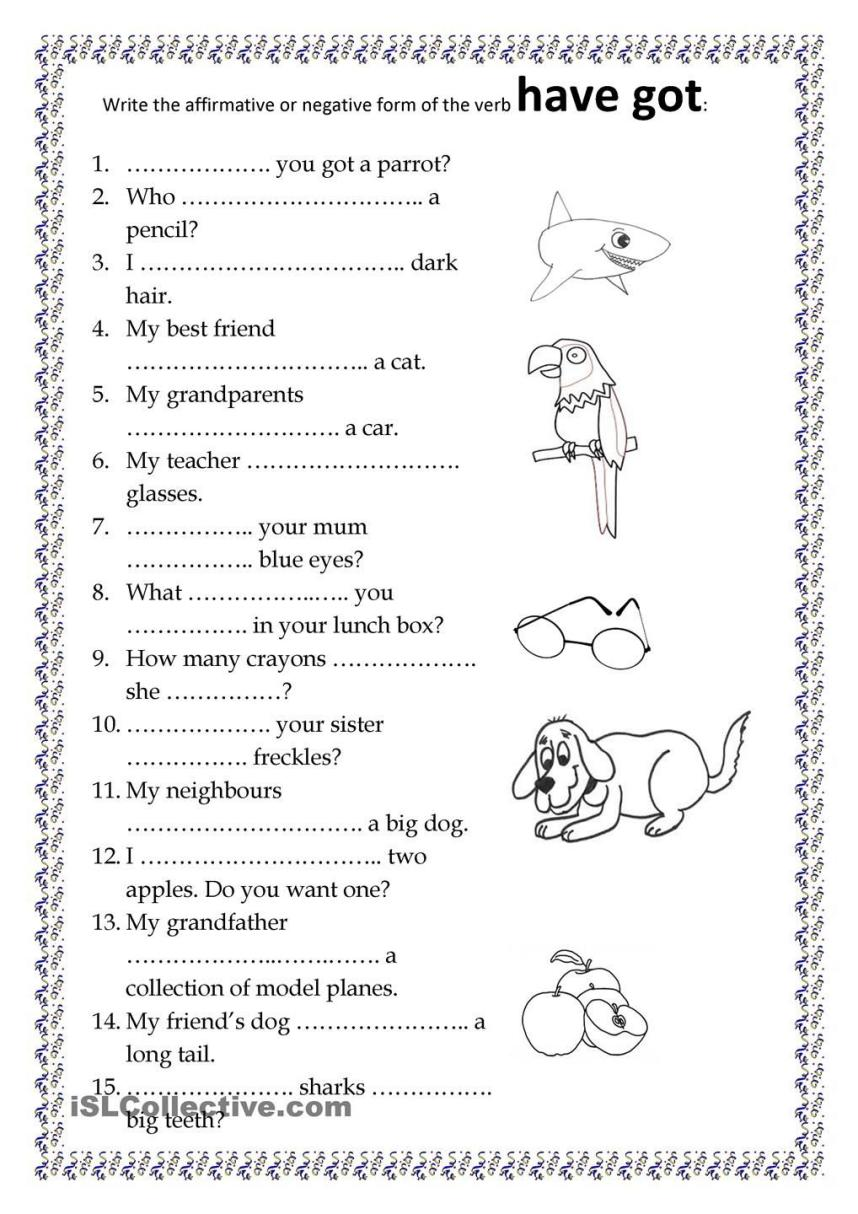 Write the affirmative or negative form of the verb have got:
1. ………………. you got a parrot?
2. Who ………………………….. a
pencil?
3. I …………………………….. dark
hair.
4. My best friend
………………………….. a cat.
5. My grandparents
………………………. a car.
6. My teacher ……………………….
glasses.
7. …………….. your mum
…………….. blue eyes?
8. What ……………..….. you
……………. in your lunch box?
9. How many crayons ……………….
she ……………?
10. ………………. your sister
……………. freckles?
11. My neighbours
…………………………. a big dog.
12. I ………………………….. two
apples. Do you want one?
13. My grandfather
………………..…….……. a
collection of model planes.
14. My friend’s dog ………………….. a
long tail.
15. …………………. sharks …………….
iSLCollective.com
big teeth?